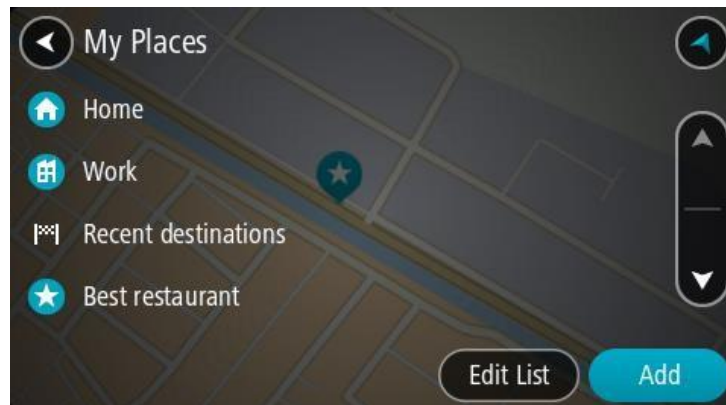 My Places
Home
Work
Recent destinations
Best restaurant
Edit List
Add